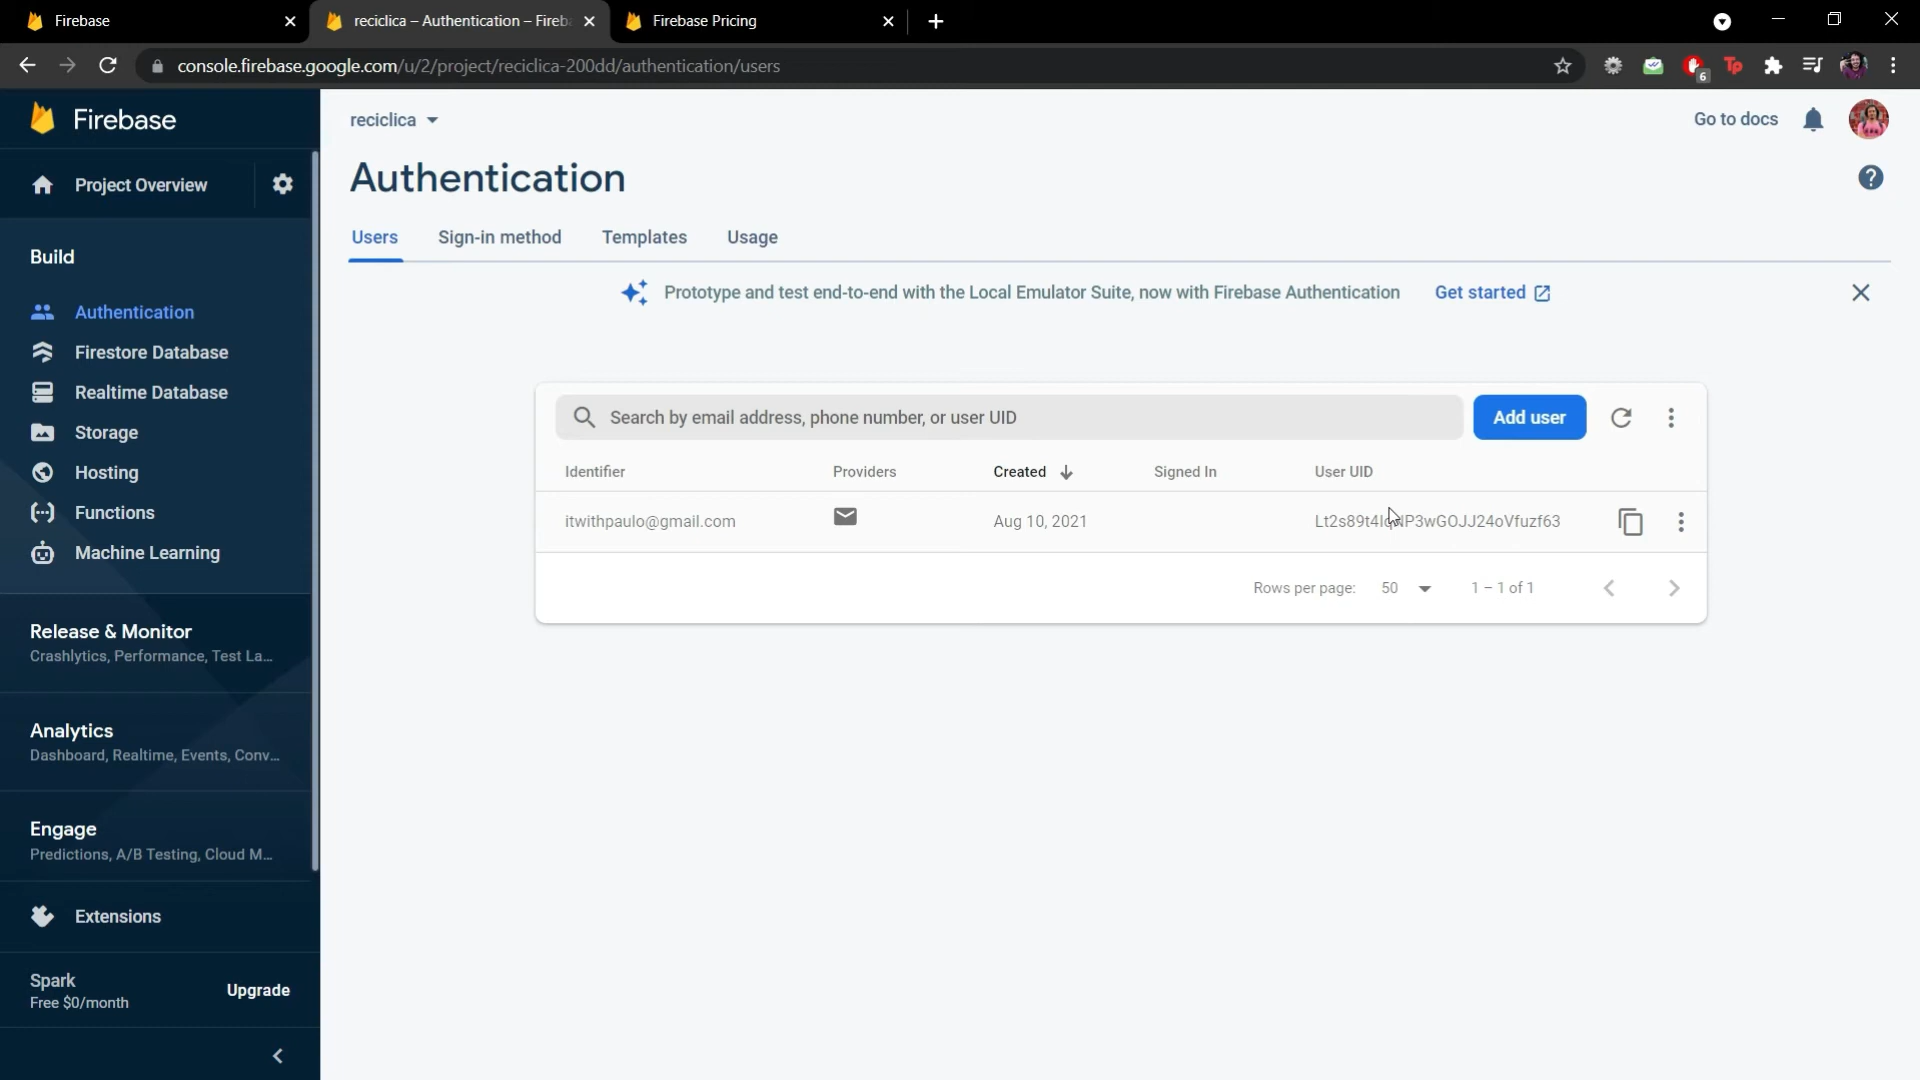 Firebase
reciclica – Authentication – Fireb
Firebase Pricing
console.firebase.google.com/u/2/project/reciclica-200dd/authentication/users
6
Tp
Firebase
reciclica
Go to docs
Project Overview
Authentication
Users
Sign-in method
Templates
Usage
Build
Prototype and test end-to-end with the Local Emulator Suite, now with Firebase Authentication
Get started
Authentication
Firestore Database
Realtime Database
Storage
Hosting
Functions
Machine Learning
Search by email address, phone number, or user UID
Add user
Identifier
Providers
Created
Signed In
User UID
itwithpaulo@gmail.com
Aug 10, 2021
Rows per page:
50
1 – 1 of 1
Release & Monitor
Crashlytics, Performance, Test La...
Analytics
Dashboard, Realtime, Events, Conv...
Engage
Predictions, A/B Testing, Cloud M...
Extensions
Spark
Free $0/month
Upgrade